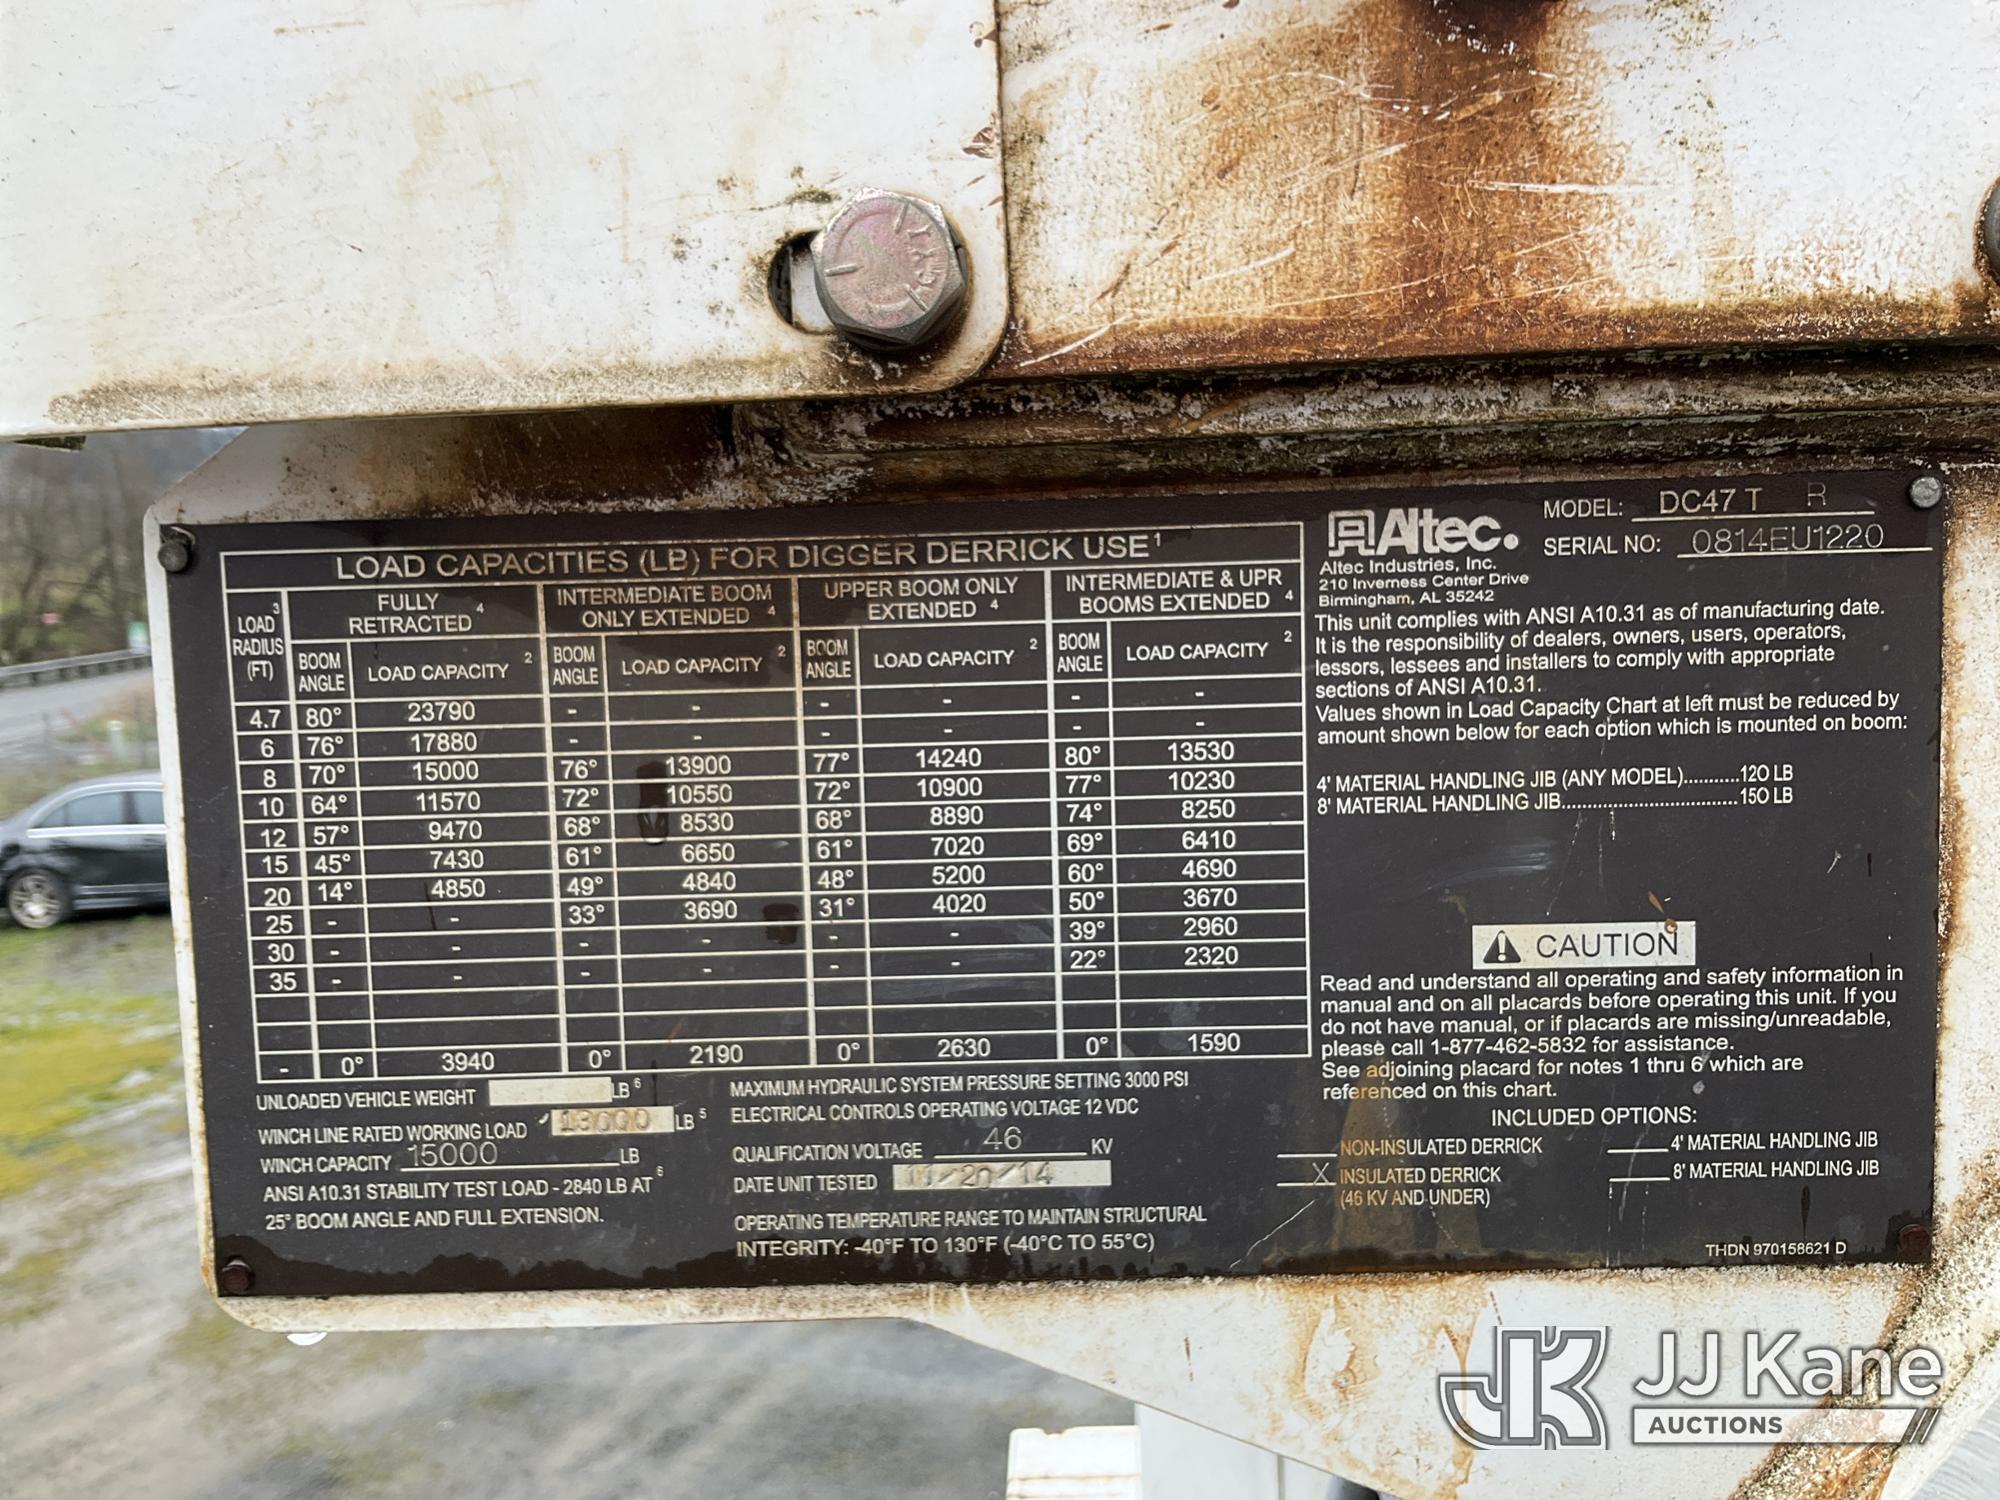 LOAD CAPACITIES (LB) FOR DIGGER DERRICK USE 1
LOAD 3 RADIUS (FT) | FULLY RETRACTED 4 | INTERMEDIATE BOOM ONLY EXTENDED 4 | UPPER BOOM ONLY EXTENDED 4 | INTERMEDIATE & UPR BOOMS EXTENDED 4
BOOM ANGLE | LOAD CAPACITY 2 | BOOM ANGLE | LOAD CAPACITY 2 | BOOM ANGLE | LOAD CAPACITY 2 | BOOM ANGLE | LOAD CAPACITY 2
4.7 | 80° | 23790 | - | - | - | - | - | -
6 | 76° | 17880 | - | - | - | - | - | -
8 | 70° | 15000 | 76° | 13900 | 77° | 14240 | 80° | 13530
10 | 64° | 11570 | 72° | 10550 | 72° | 10900 | 77° | 10230
12 | 57° | 9470 | 68° | 8530 | 68° | 8890 | 74° | 8250
15 | 45° | 7430 | 61° | 6650 | 61° | 7020 | 69° | 6410
20 | 14° | 4850 | 49° | 4840 | 48° | 5200 | 60° | 4690
25 | - | - | 33° | 3690 | 31° | 4020 | 50° | 3670
30 | - | - | - | - | - | - | 39° | 2960
35 | - | - | - | - | - | - | 22° | 2320
- | 0° | 3940 | 0° | 2190 | 0° | 2630 | 0° | 1590
UNLOADED VEHICLE WEIGHT LB 6
WINCH LINE RATED WORKING LOAD 13000 LB 5
WINCH CAPACITY 15000 LB
ANSI A10.31 STABILITY TEST LOAD - 2840 LB AT 6
25° BOOM ANGLE AND FULL EXTENSION.
MAXIMUM HYDRAULIC SYSTEM PRESSURE SETTING 3000 PSI
ELECTRICAL CONTROLS OPERATING VOLTAGE 12 VDC
QUALIFICATION VOLTAGE 46 KV
DATE UNIT TESTED 11/20/14
OPERATING TEMPERATURE RANGE TO MAINTAIN STRUCTURAL
INTEGRITY: -40°F TO 130°F (-40°C TO 55°C)
Altec.
Altec Industries, Inc.
210 Inverness Center Drive
Birmingham, AL 35242
MODEL: DC47 T R
SERIAL NO: 0814EU1220
This unit complies with ANSI A10.31 as of manufacturing date.
It is the responsibility of dealers, owners, users, operators,
lessors, lessees and installers to comply with appropriate
sections of ANSI A10.31.
Values shown in Load Capacity Chart at left must be reduced by
amount shown below for each option which is mounted on boom:
4' MATERIAL HANDLING JIB (ANY MODEL)...........120 LB
8' MATERIAL HANDLING JIB..................................150 LB
CAUTION
Read and understand all operating and safety information in
manual and on all placards before operating this unit. If you
do not have manual, or if placards are missing/unreadable,
please call 1-877-462-5832 for assistance.
See adjoining placard for notes 1 thru 6 which are
referenced on this chart.
INCLUDED OPTIONS:
NON-INSULATED DERRICK
X INSULATED DERRICK
(46 KV AND UNDER)
4' MATERIAL HANDLING JIB
8' MATERIAL HANDLING JIB
THDN 970158621 D
JK JJ Kane
AUCTIONS